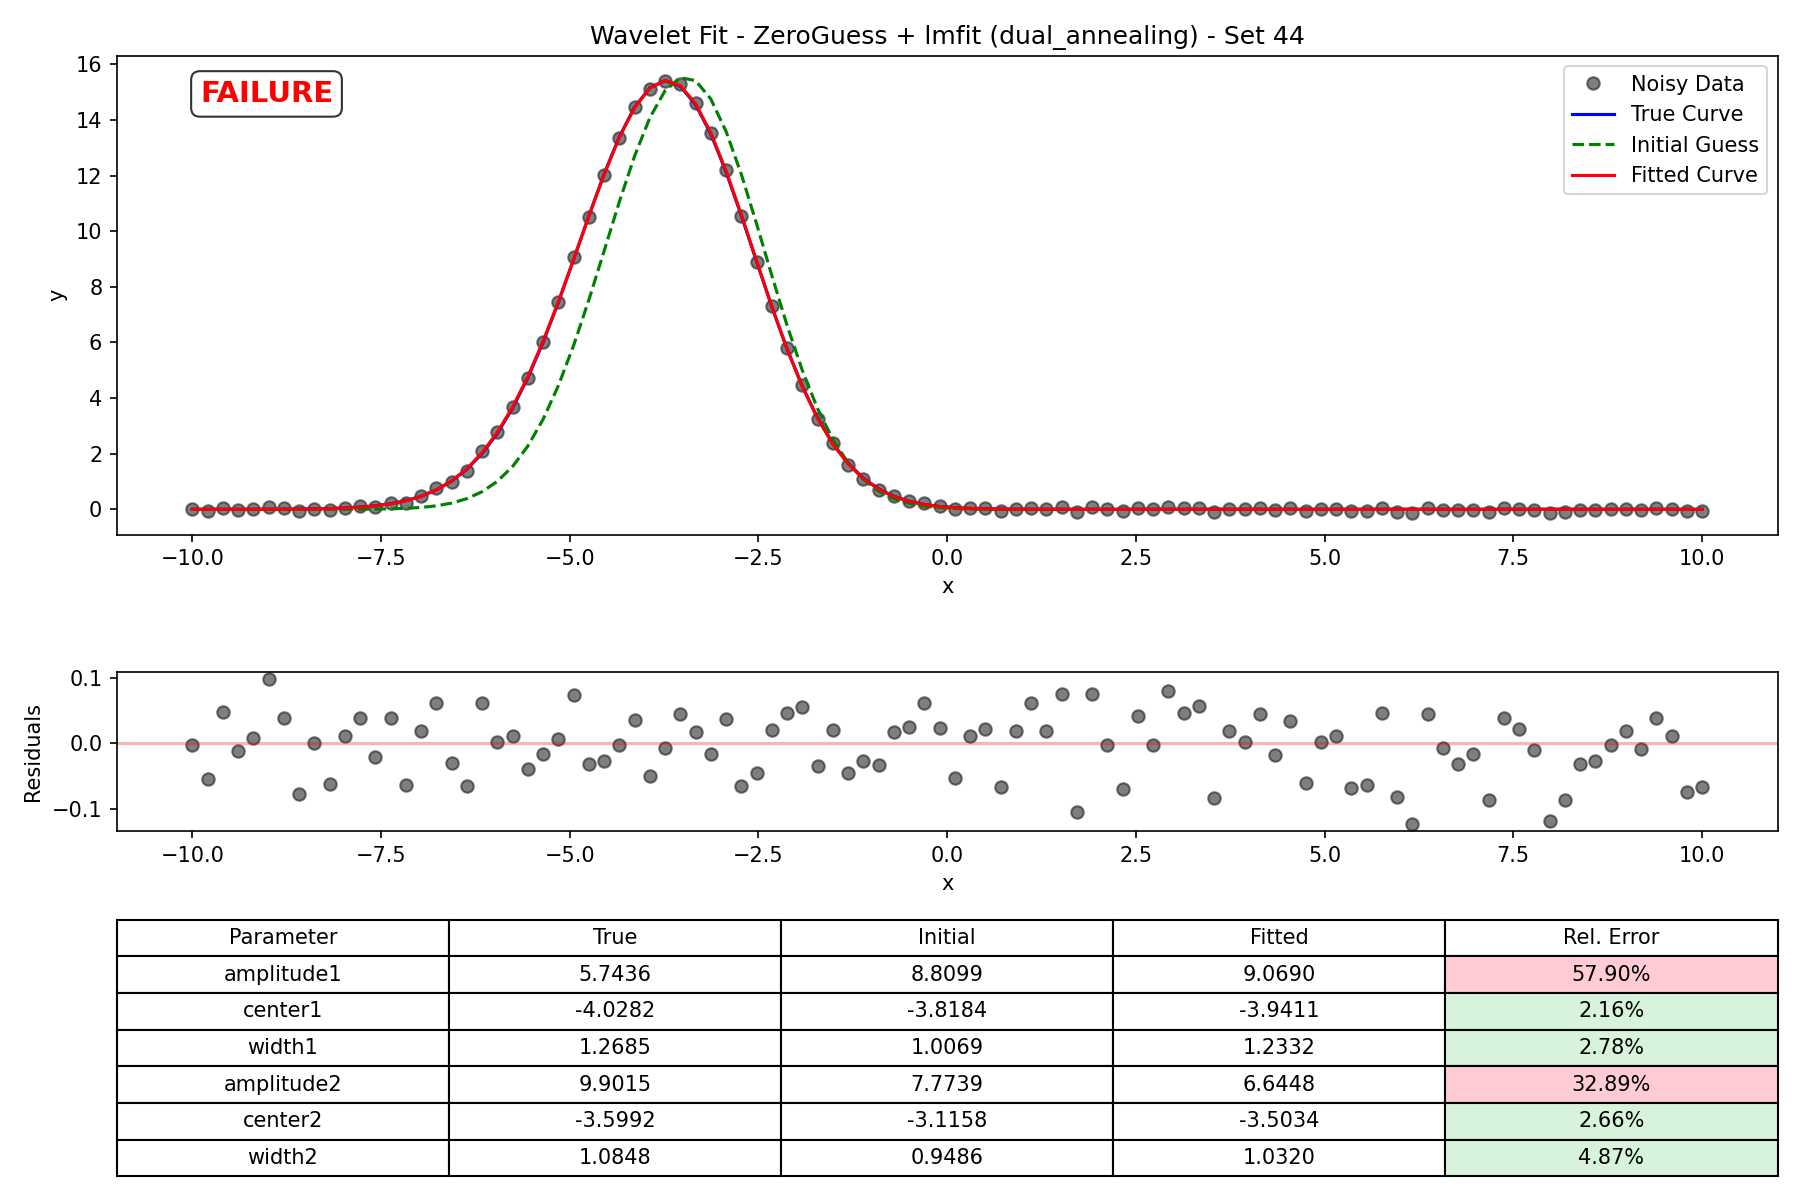 Wavelet Fit - ZeroGuess + lmfit (dual_annealing) - Set 44
FAILURE
Noisy Data
True Curve
Initial Guess
Fitted Curve
16
14
12
10
8
6
4
2
0
y
−10.0 −7.5 −5.0 −2.5 0.0 2.5 5.0 7.5 10.0
x
0.1
0.0
−0.1
Residuals
−10.0 −7.5 −5.0 −2.5 0.0 2.5 5.0 7.5 10.0
x
Parameter True Initial Fitted Rel. Error
amplitude1 5.7436 8.8099 9.0690 57.90%
center1 -4.0282 -3.8184 -3.9411 2.16%
width1 1.2685 1.0069 1.2332 2.78%
amplitude2 9.9015 7.7739 6.6448 32.89%
center2 -3.5992 -3.1158 -3.5034 2.66%
width2 1.0848 0.9486 1.0320 4.87%